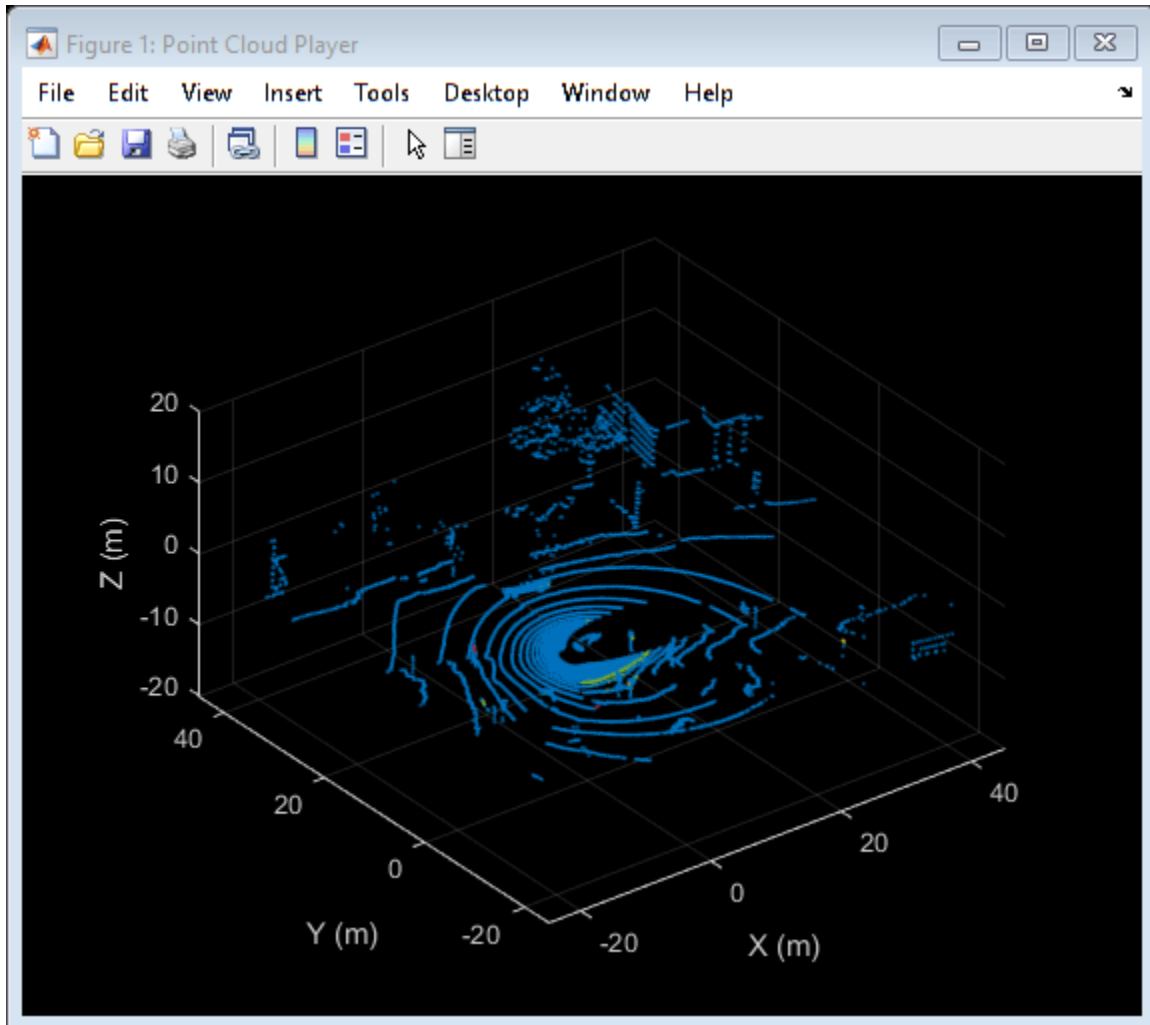 Figure 1: Point Cloud Player
File Edit View Insert Tools Desktop Window Help
20
10
0
-10
-20
Z (m)
40
20
0
-20
Y (m)
-20
0
20
40
X (m)